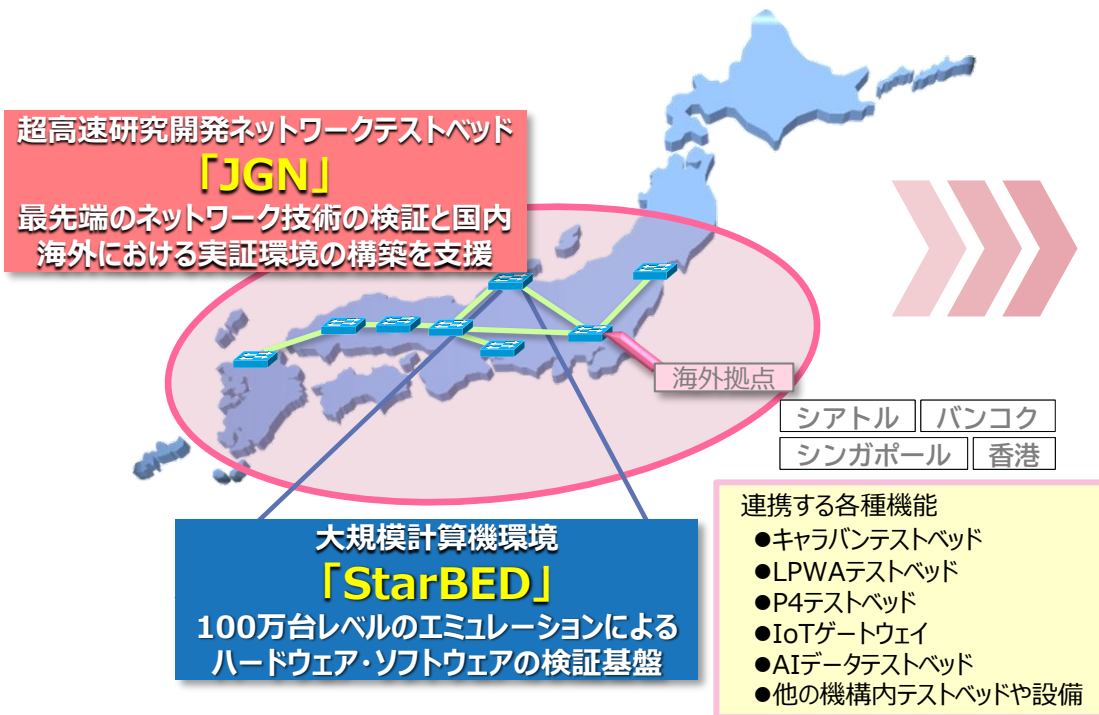 超高速研究開発ネットワークテストベッド
「JGN」
最先端のネットワーク技術の検証と国内
海外における実証環境の構築を支援
海外拠点
シアトル
バンコク
シンガポール
香港
大規模計算機環境
「StarBED」
100万台レベルのエミュレーションによる
ハードウェア・ソフトウェアの検証基盤
連携する各種機能
●キャラバンテストベッド
●LPWAテストベッド
●P4テストベッド
●IoTゲートウェイ
●AIデータテストベッド
●他の機構内テストベッドや設備